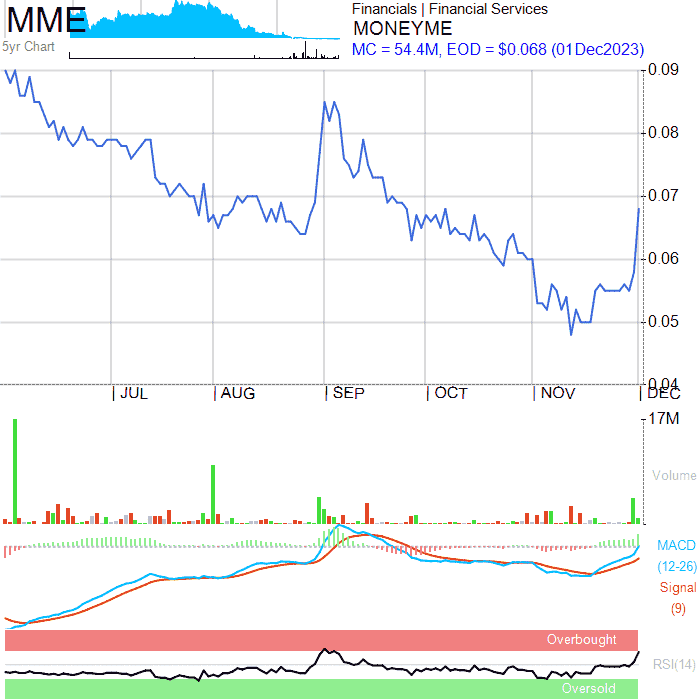 MME
Financials | Financial Services
MONEYME
5yr Chart
MC = 54.4M, EOD = $0.068 (01Dec2023)
0.09
0.08
0.07
0.06
0.05
0.04
JUL AUG SEP OCT NOV DEC
17M
Volume
MACD
(12-26)
Signal
(9)
Overbought
RSI(14)
Oversold